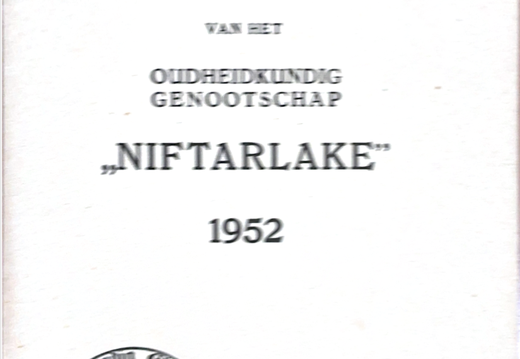 VAN HET
OUDHEIDKUNDIG
GENOOTSCHAP
„NIFTARLAKE”
1952